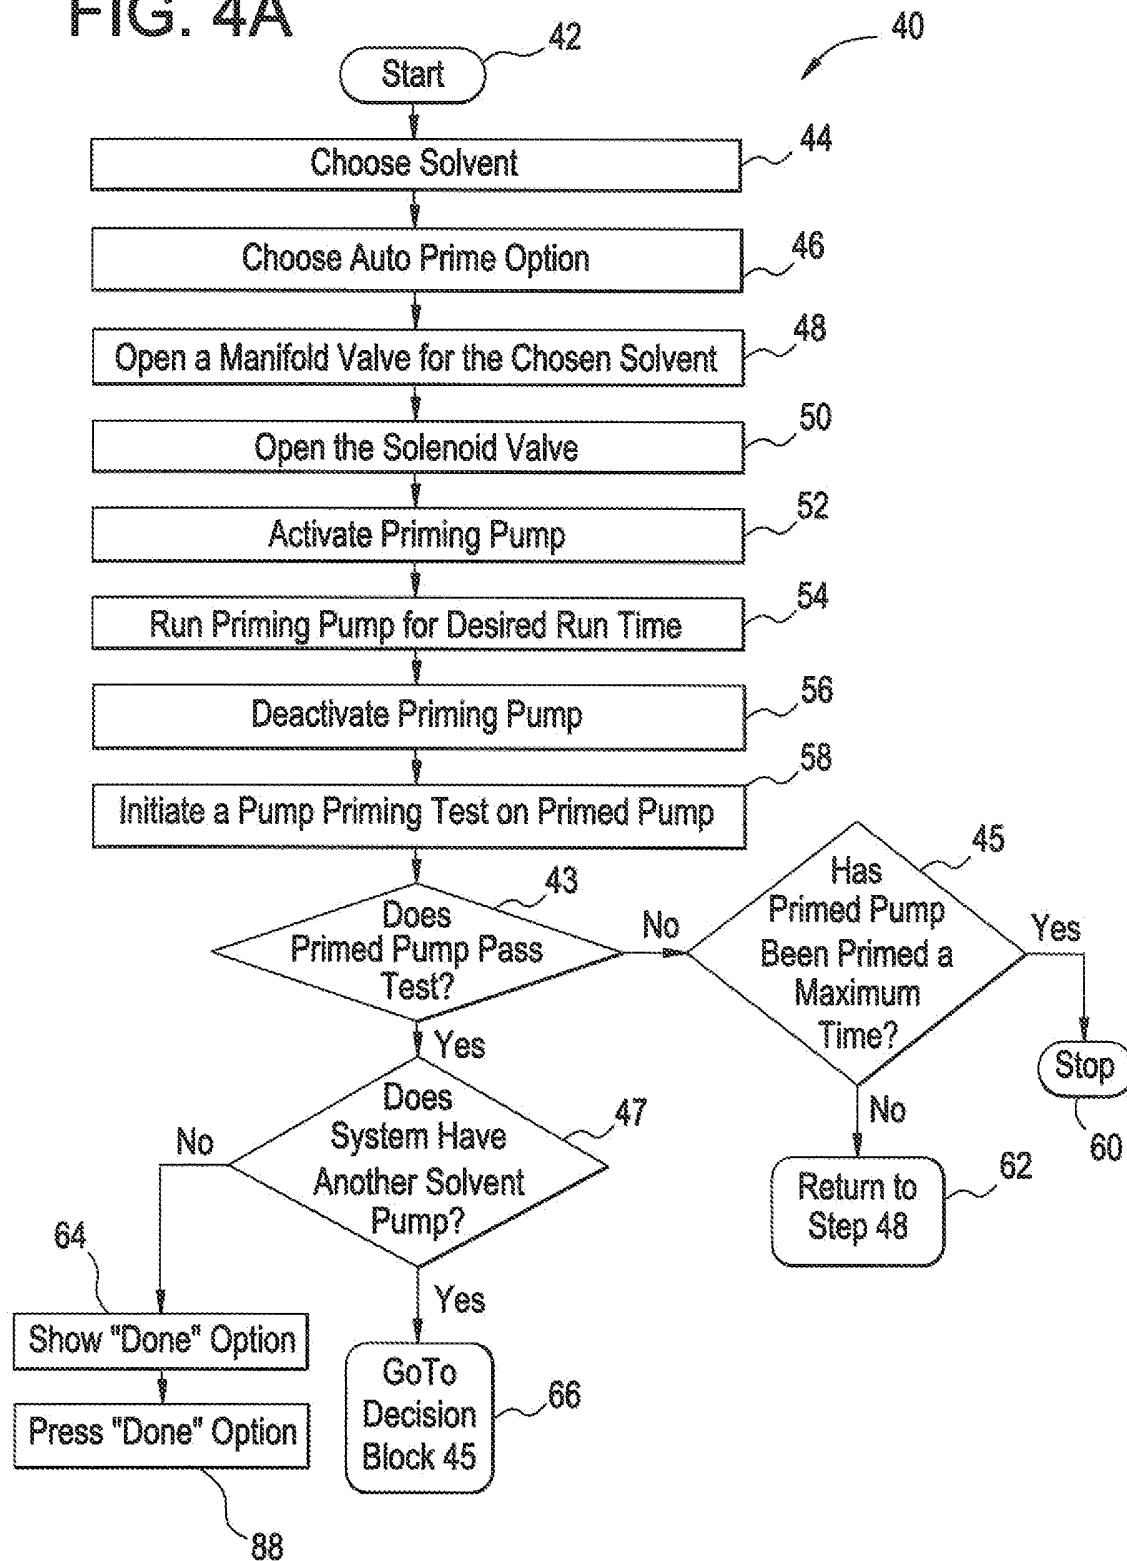 FIG. 4A
40
42
Start
44
Choose Solvent
46
Choose Auto Prime Option
48
Open a Manifold Valve for the Chosen Solvent
50
Open the Solenoid Valve
52
Activate Priming Pump
54
Run Priming Pump for Desired Run Time
56
Deactivate Priming Pump
58
Initiate a Pump Priming Test on Primed Pump
43
Does
Primed Pump Pass
Test?
No
45
Has
Primed Pump
Been Primed a
Maximum
Time?
Yes
Stop
60
No
62
Return to
Step 48
Yes
47
Does
System Have
Another Solvent
Pump?
No
64
Show "Done" Option
Press "Done" Option
88
Yes
GoTo
Decision
Block 45
66